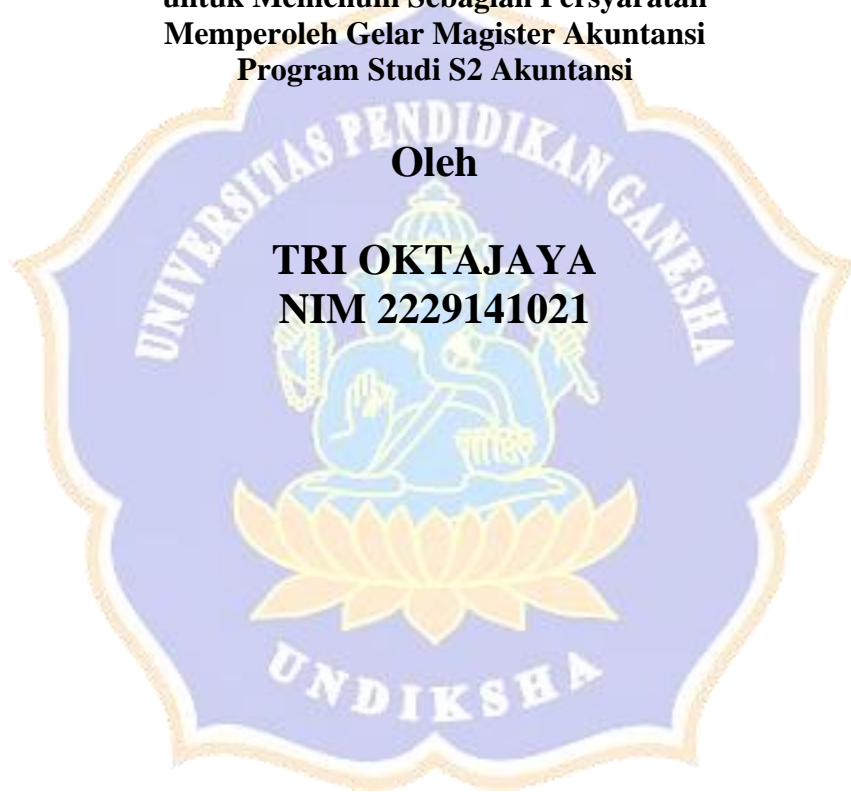 untuk Memenuhi Sebagian Persyaratan
Memperoleh Gelar Magister Akuntansi
Program Studi S2 Akuntansi
UNIVERSITAS PENDIDIKAN GANESHA
Oleh
TRI OKTAJAYA
NIM 2229141021
UNDIKSHA